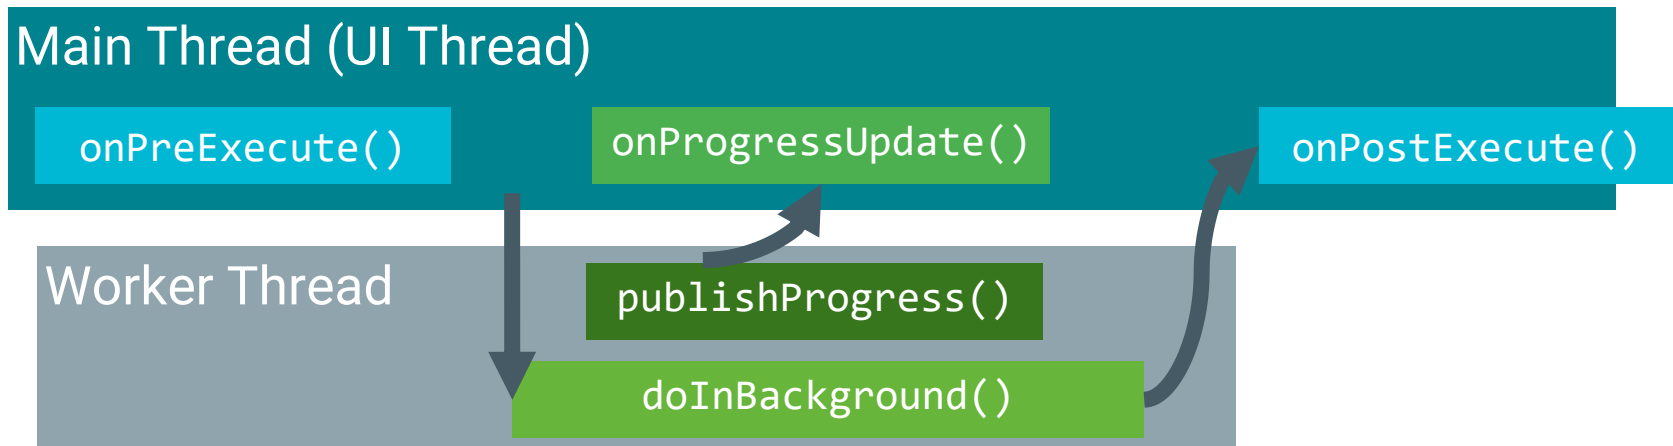 Main Thread (UI Thread)
onPreExecute()
onProgressUpdate()
onPostExecute()
Worker Thread
publishProgress()
doInBackground()